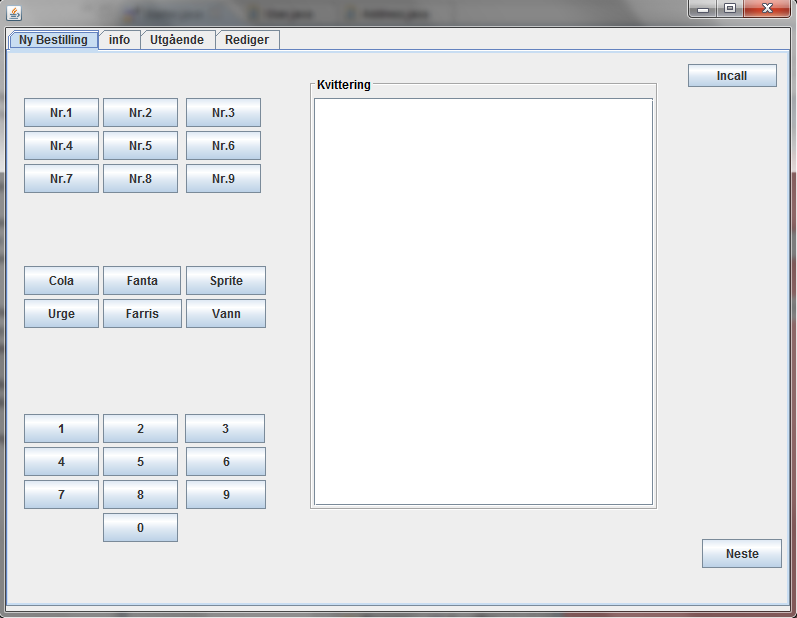 Ny Bestilling info Utgående Rediger
Incall
Kvittering
Nr.1 Nr.2 Nr.3
Nr.4 Nr.5 Nr.6
Nr.7 Nr.8 Nr.9
Cola Fanta Sprite
Urge Farris Vann
1 2 3
4 5 6
7 8 9
0
Neste